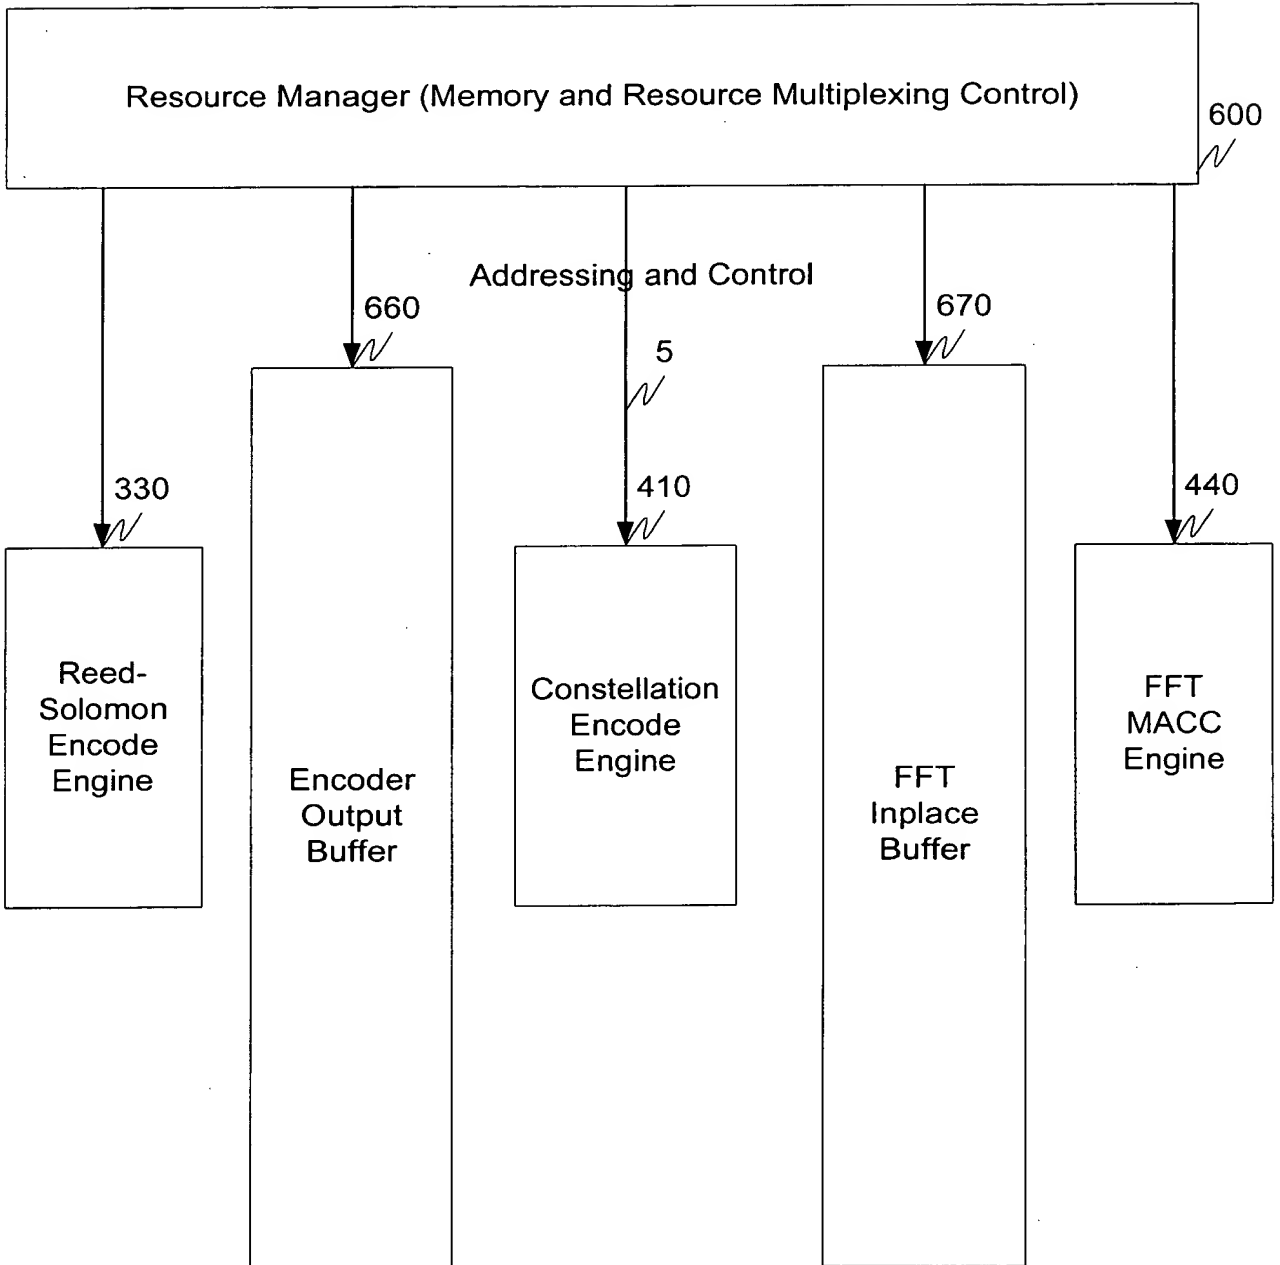 Resource Manager (Memory and Resource Multiplexing Control)
600
Addressing and Control
660
670
5
330
410
440
Reed-
Solomon
Encode
Engine
Encoder
Output
Buffer
Constellation
Encode
Engine
FFT
Inplace
Buffer
FFT
MACC
Engine